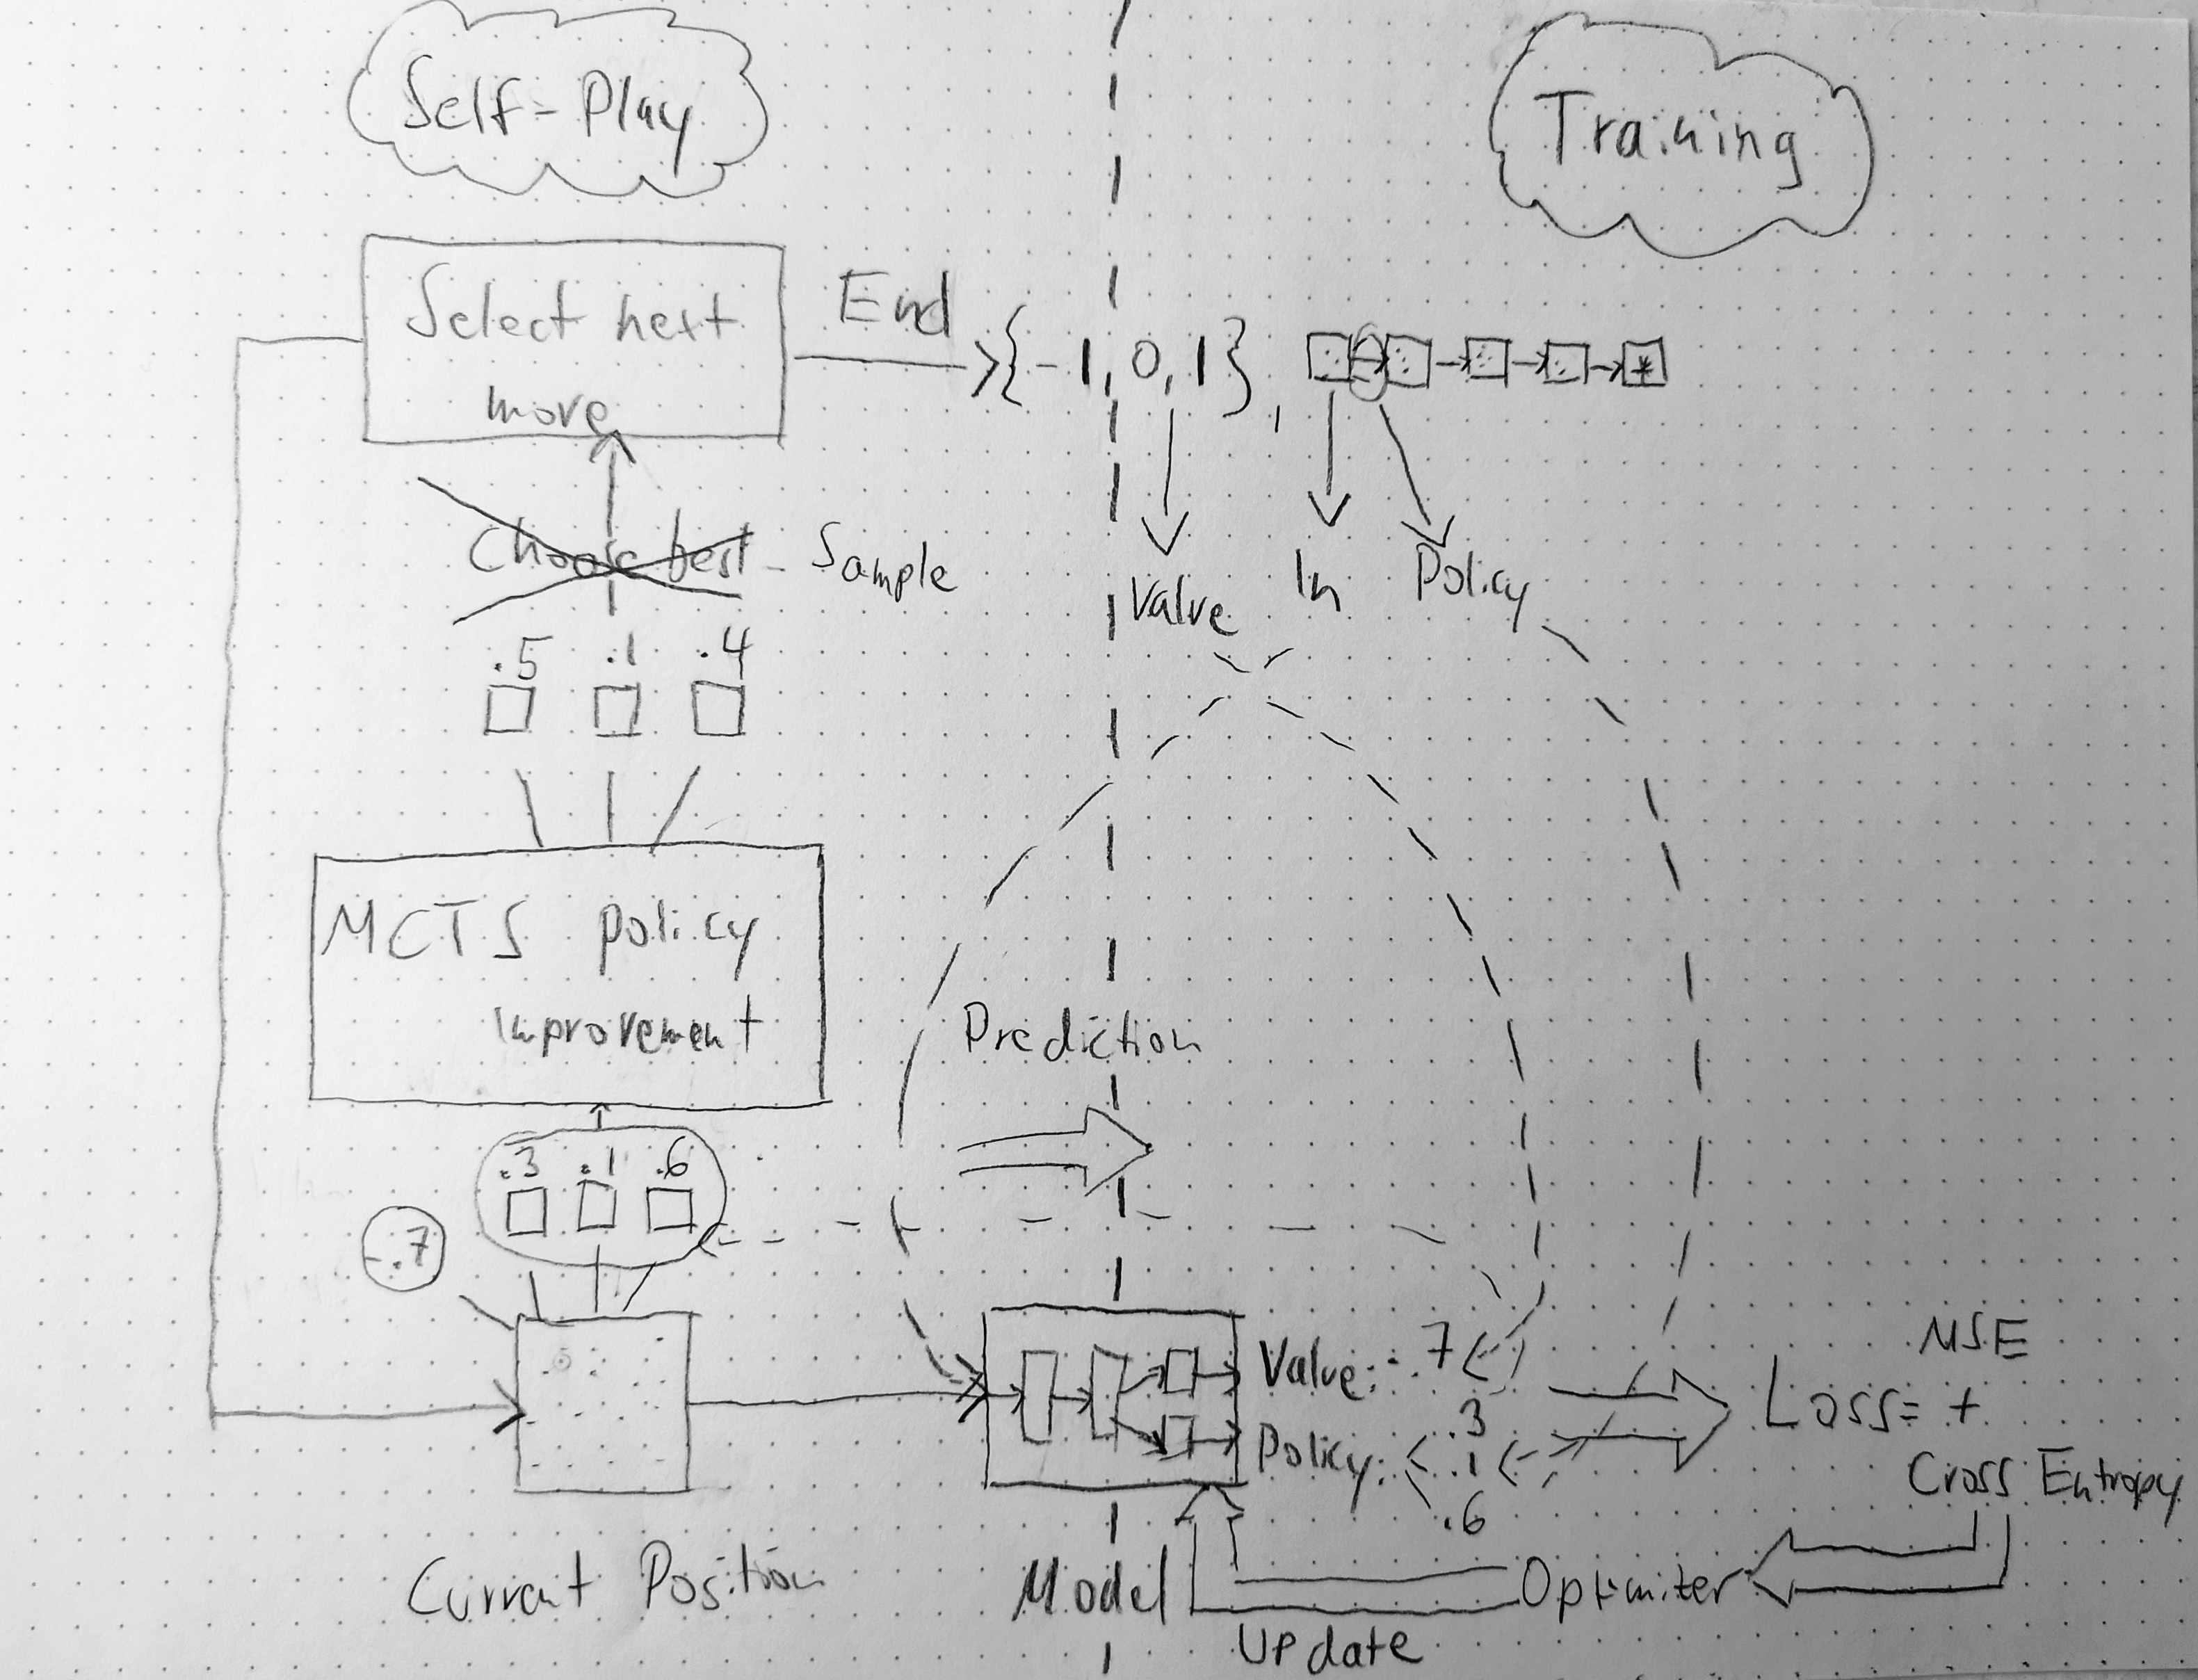 Self-Play
Training
Select next
move
End
{-1, 0, 1},
Choose best
Sample
Value
In
Policy
.5 .1 .4
MCTS policy
Improvement
Prediction
.3 .1 .6
-.7
Value: -.7
Policy: .3
.1
.6
MSE
Loss= +
Cross Entropy
Current Position
Model
Optimizer
Update